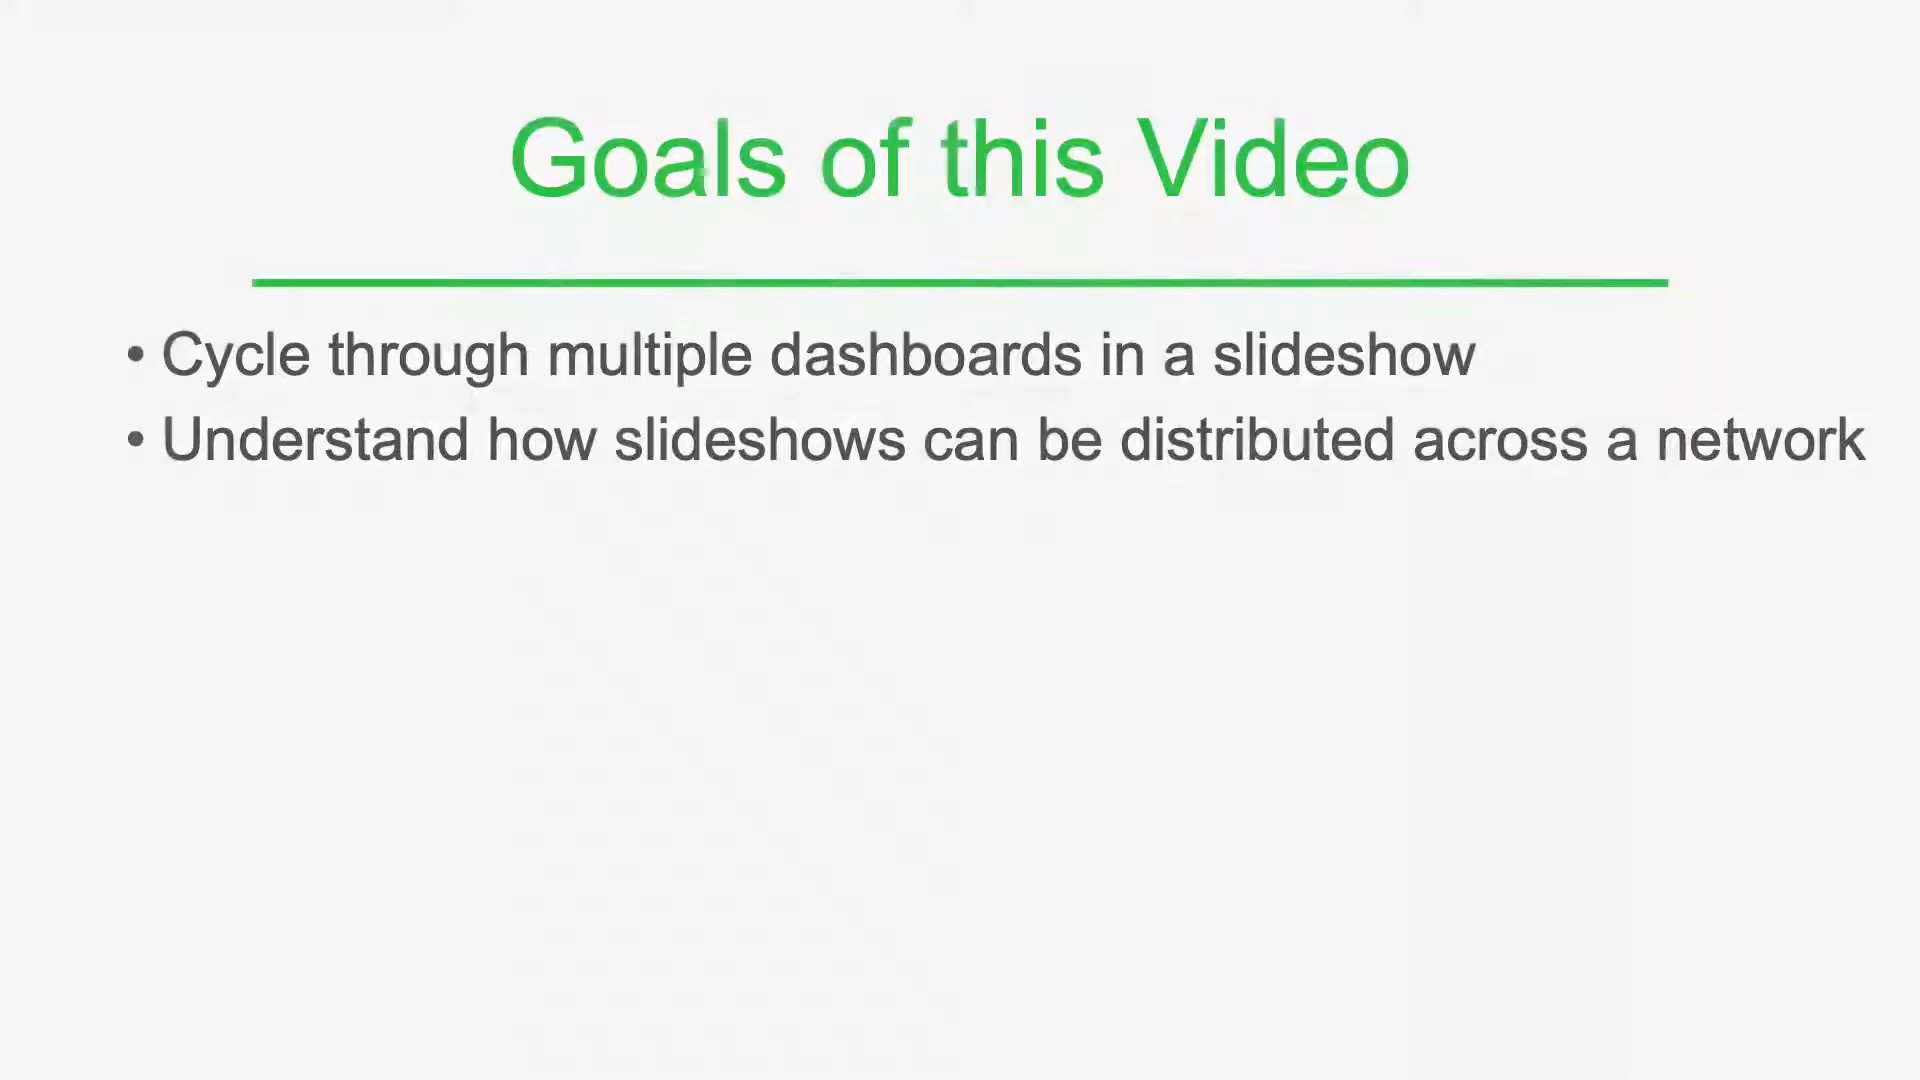 Goals of this Video
• Cycle through multiple dashboards in a slideshow
• Understand how slideshows can be distributed across a network